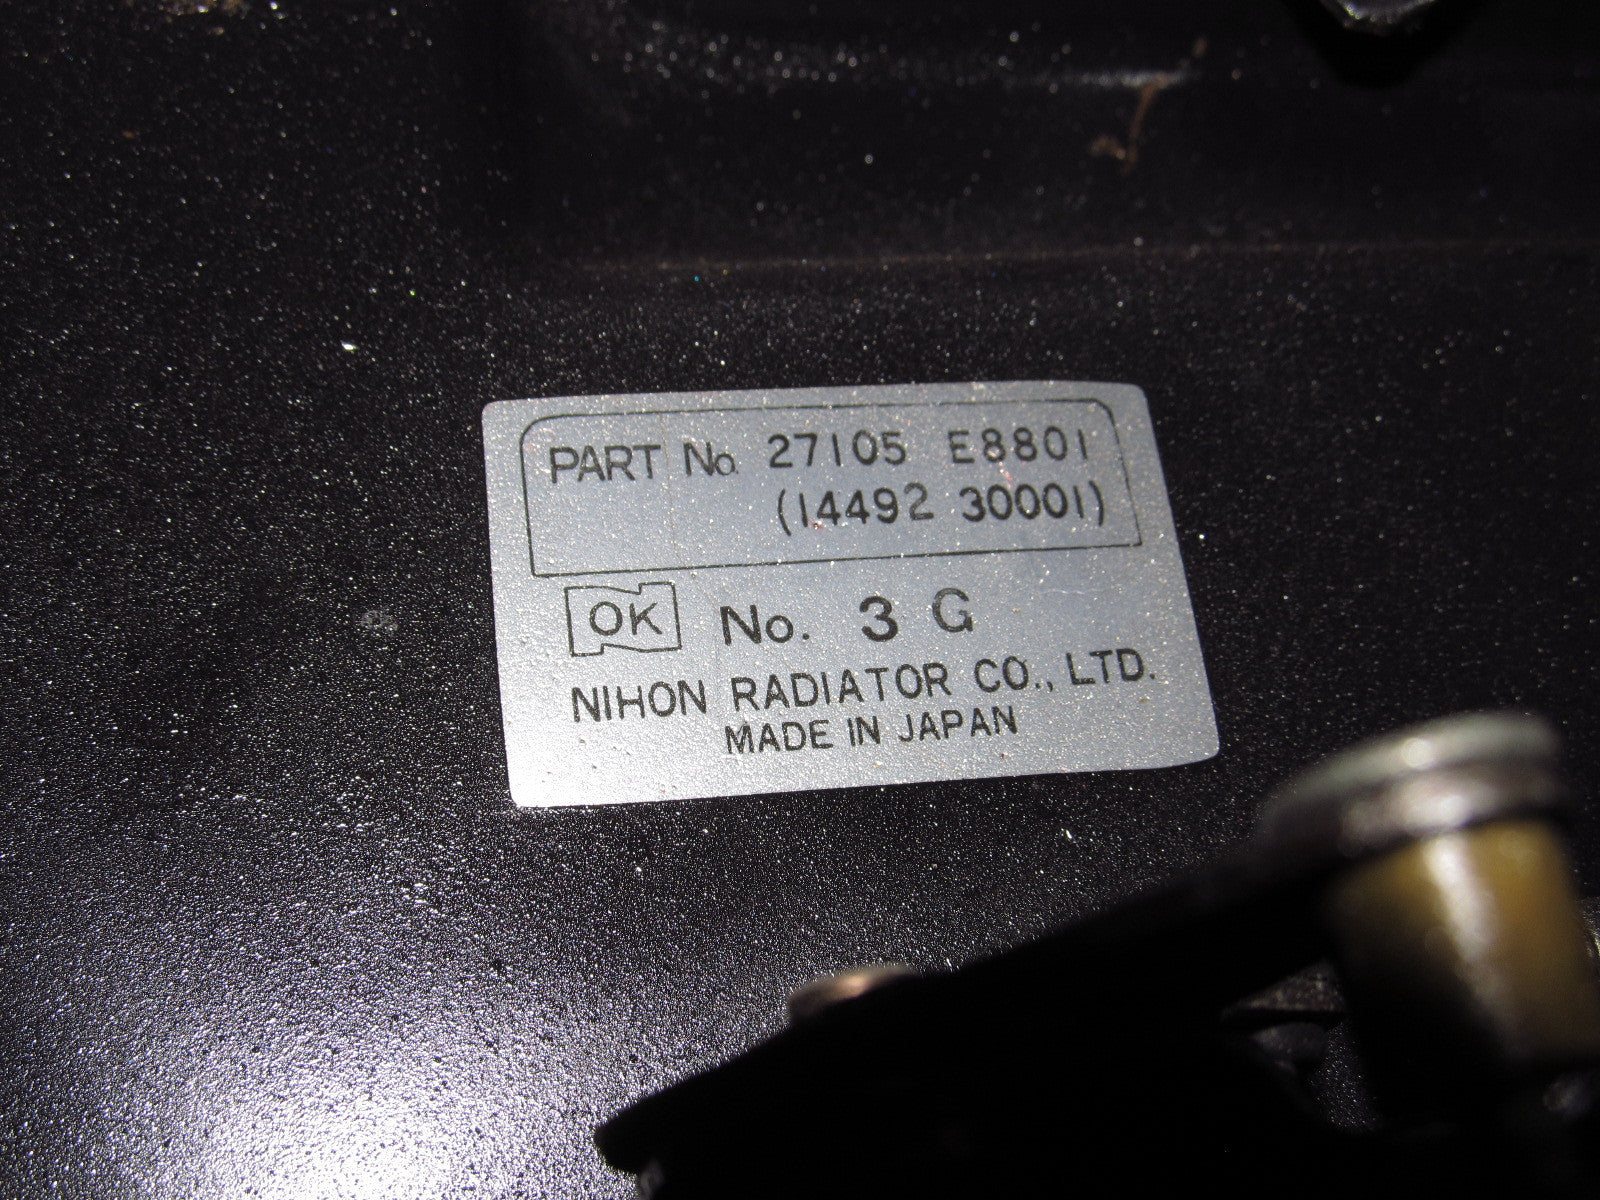 PART No. 27105 E8801
(14492 30001)
OK No. 3 G
NIHON RADIATOR CO., LTD.
MADE IN JAPAN